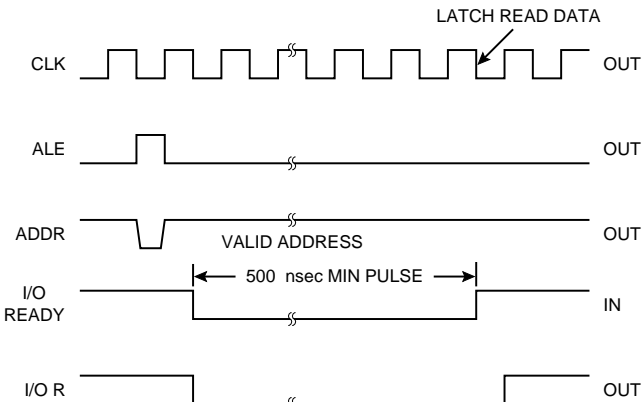 LATCH READ DATA
CLK
OUT
ALE
OUT
ADDR
VALID ADDRESS
OUT
I/O
READY
500 nsec MIN PULSE
IN
I/O R
OUT